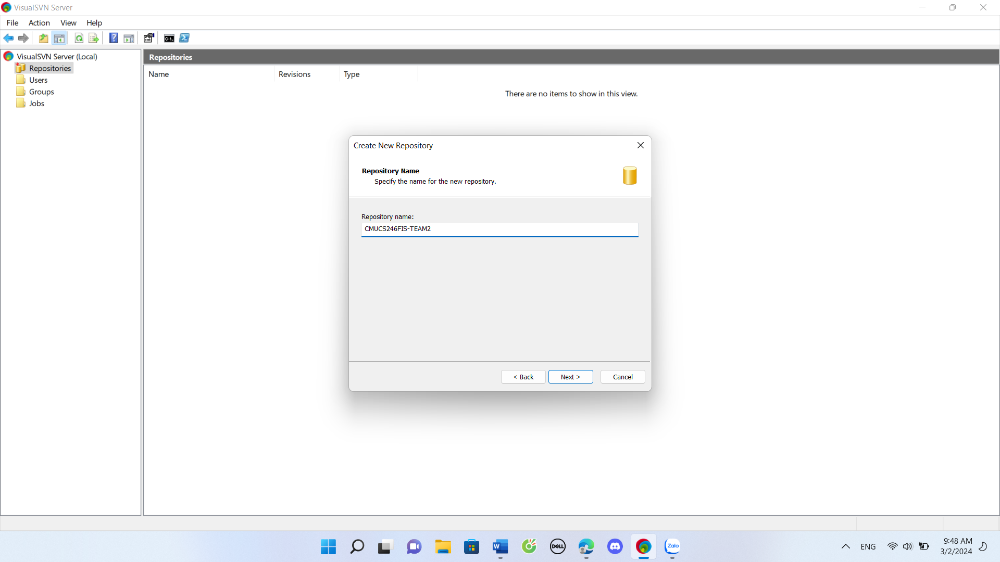 VisualSVN Server
File Action View Help
VisualSVN Server (Local)
Repositories
Users
Groups
Jobs
Repositories
Name Revisions Type
There are no items to show in this view.
Create New Repository
Repository Name
Specify the name for the new repository.
Repository name:
CMUCS246FIS-TEAM2
< Back Next > Cancel
C:\.
W
DELL
Zalo
ENG
9:48 AM
3/2/2024